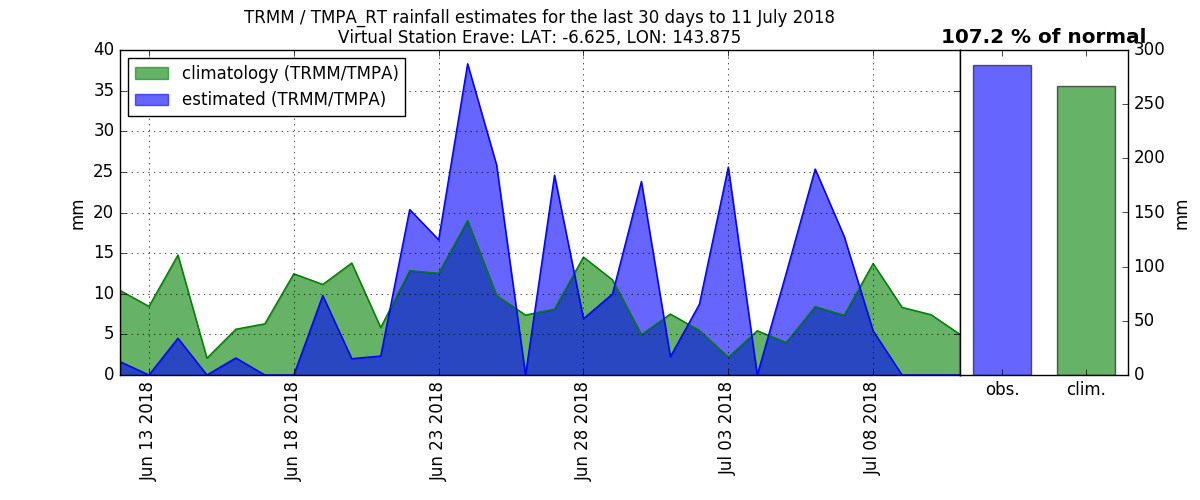 TRMM / TMPA_RT rainfall estimates for the last 30 days to 11 July 2018
Virtual Station Erave: LAT: -6.625, LON: 143.875
107.2 % of normal
climatology (TRMM/TMPA)
estimated (TRMM/TMPA)
mm
40
35
30
25
20
15
10
5
0
Jun 13 2018
Jun 18 2018
Jun 23 2018
Jun 28 2018
Jul 03 2018
Jul 08 2018
obs.
clim.
300
250
200
150
100
50
0
mm